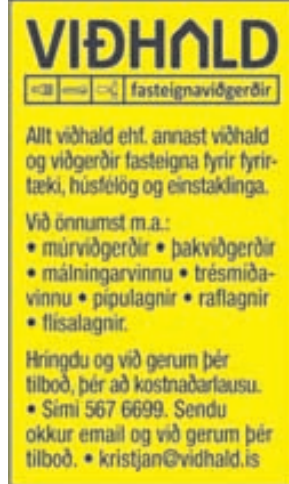 VIÐHALD
fasteignaviðgerðir
Allt viðhald ehf. annast viðhald
og viðgerðir fasteigna fyrir fyrir-
tæki, húsfélög og einstaklinga.
Við önnumst m.a.:
• múrviðgerðir • þakviðgerðir
• málningarvinnu • trésmíða-
vinnu • pípulagnir • raflagnir
• flísalagnir.
Hringdu og við gerum þér
tilboð, þér að kostnaðarlausu.
• Sími 567 6699. Sendu
okkur email og við gerum þér
tilboð. • kristjan@vidhald.is